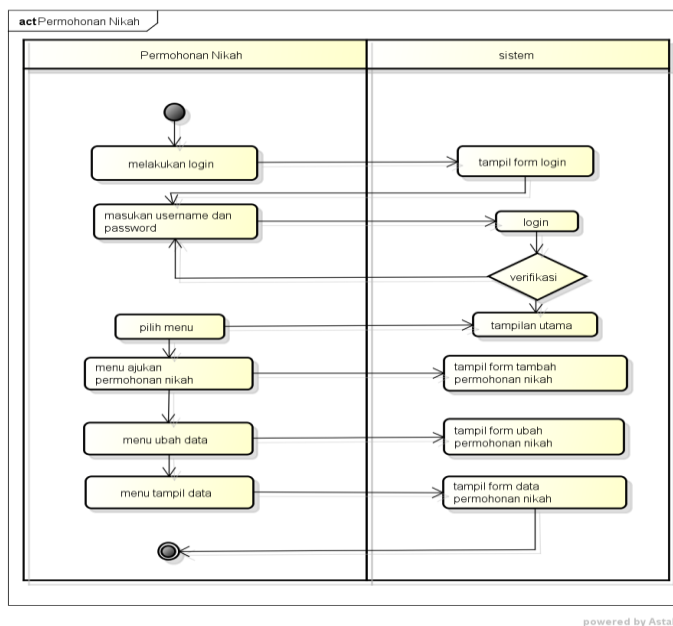 act Permohonan Nikah
Permohonan Nikah
sistem
melakukan login
tampil form login
masukan username dan
password
login
verifikasi
pilih menu
tampilan utama
menu ajukan
permohonan nikah
tampil form tambah
permohonan nikah
menu ubah data
tampil form ubah
permohonan nikah
menu tampil data
tampil form data
permohonan nikah
powered by Asta